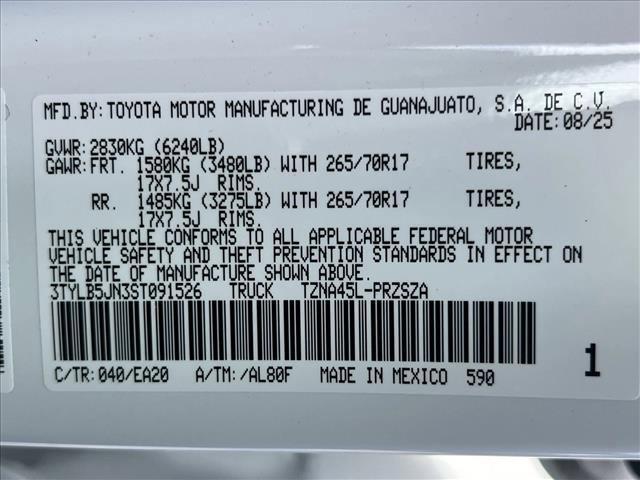 MFD.BY: TOYOTA MOTOR MANUFACTURING DE GUANAJUATO, S.A. DE C.V.
DATE: 08/25
GVWR: 2830KG (6240LB)
GAWR: FRT. 1580KG (3480LB) WITH 265/70R17 TIRES,
17X7.5J RIMS.
RR. 1485KG (3275LB) WITH 265/70R17 TIRES,
17X7.5J RIMS.
THIS VEHICLE CONFORMS TO ALL APPLICABLE FEDERAL MOTOR
VEHICLE SAFETY AND THEFT PREVENTION STANDARDS IN EFFECT ON
THE DATE OF MANUFACTURE SHOWN ABOVE.
3TYLB5JN3ST091526 TRUCK TZNA45L-PRZSZA
C/TR: 040/EA20 A/TM: /AL80F MADE IN MEXICO 590
1